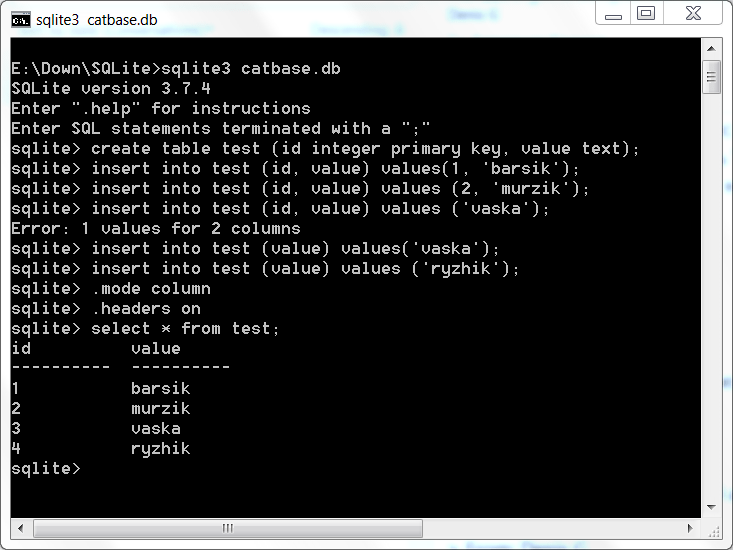 sqlite3 catbase.db
E:\Down\SQLite>sqlite3 catbase.db
SQLite version 3.7.4
Enter ".help" for instructions
Enter SQL statements terminated with a ";"
sqlite> create table test (id integer primary key, value text);
sqlite> insert into test (id, value) values(1, 'barsik');
sqlite> insert into test (id, value) values (2, 'murzik');
sqlite> insert into test (id, value) values ('vaska');
Error: 1 values for 2 columns
sqlite> insert into test (value) values('vaska');
sqlite> insert into test (value) values ('ryzhik');
sqlite> .mode column
sqlite> .headers on
sqlite> select * from test;
id          value
----------  ----------
1           barsik
2           murzik
3           vaska
4           ryzhik
sqlite>